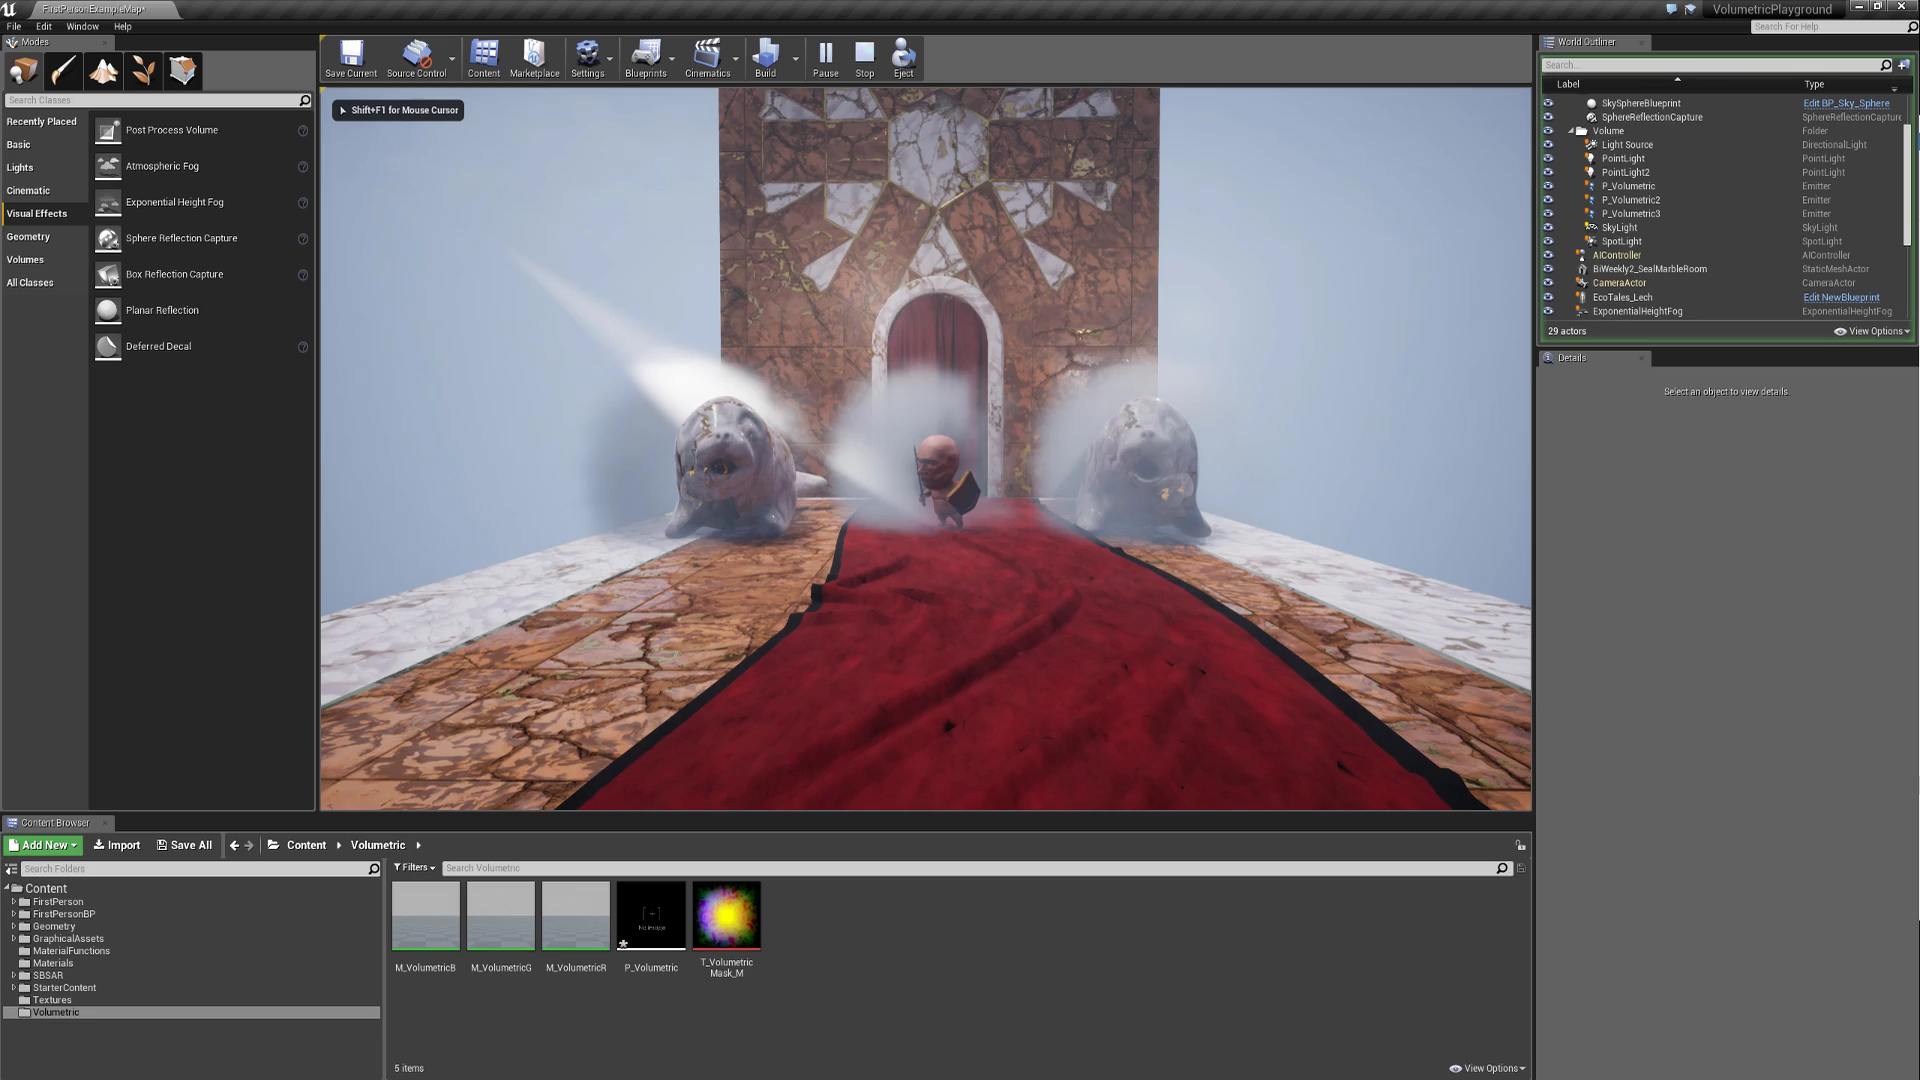 FirstPersonExampleMap*
VolumetricPlayground
File Edit Window Help
Search For Help
Modes
Search Classes
Recently Placed
Basic
Lights
Cinematic
Visual Effects
Geometry
Volumes
All Classes
Post Process Volume
Atmospheric Fog
Exponential Height Fog
Sphere Reflection Capture
Box Reflection Capture
Planar Reflection
Deferred Decal
Save Current Source Control Content Marketplace Settings Blueprints Cinematics Build Pause Stop Eject
Shift+F1 for Mouse Cursor
World Outliner
Search...
Label Type
SkySphereBlueprint Edit BP_Sky_Sphere
SphereReflectionCapture SphereReflectionCapture
Volume Folder
Light Source DirectionalLight
PointLight PointLight
PointLight2 PointLight
P_Volumetric Emitter
P_Volumetric2 Emitter
P_Volumetric3 Emitter
SkyLight SkyLight
SpotLight SpotLight
AIController AIController
BiWeekly2_SealMarbleRoom StaticMeshActor
CameraActor CameraActor
EcoTales_Lech Edit NewBlueprint
ExponentialHeightFog ExponentialHeightFog
29 actors View Options
Details
Select an object to view details.
Content Browser
Add New Import Save All Content Volumetric
Search Folders
Filters Search Volumetric
Content
FirstPerson
FirstPersonBP
Geometry
GraphicalAssets
MaterialFunctions
Materials
SBSAR
StarterContent
Textures
Volumetric
No Image
M_VolumetricB M_VolumetricG M_VolumetricR P_Volumetric T_Volumetric
Mask_M
5 items View Options